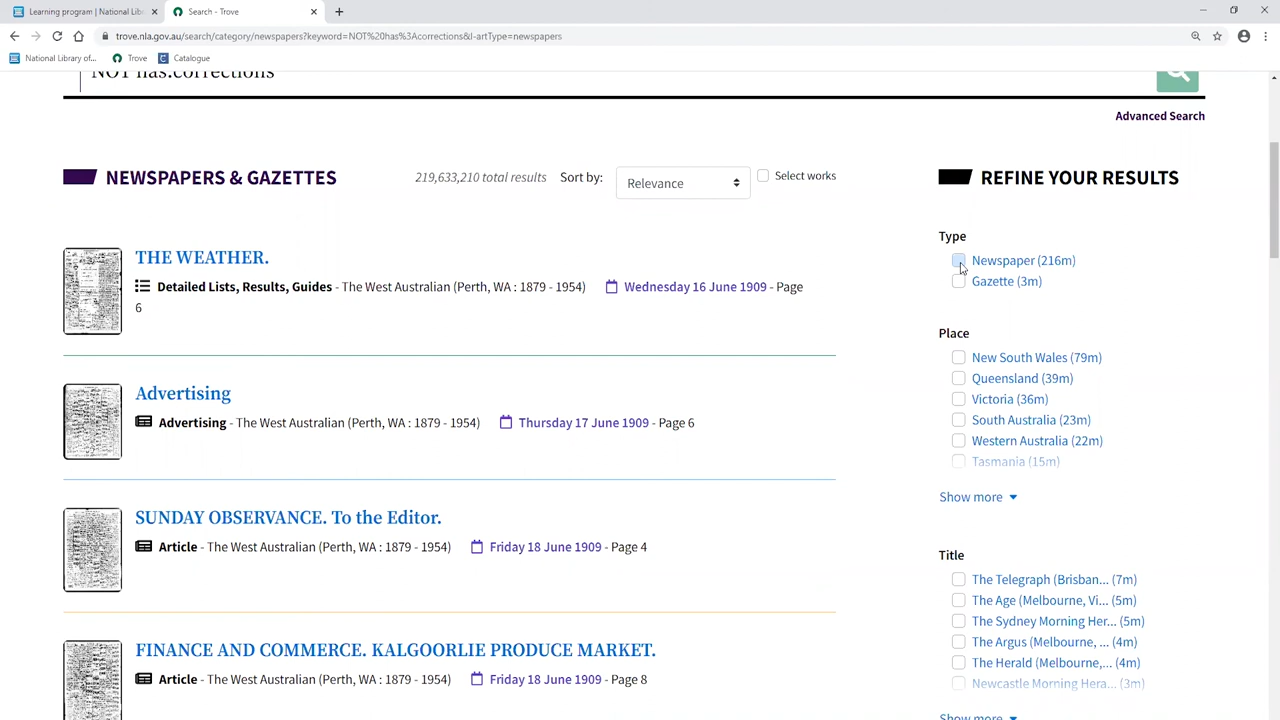 Learning program | National Lib
Search - Trove
trove.nla.gov.au/search/category/newspapers?keyword=NOT%20has%3Acorrections&l-artType=newspapers
National Library of...
Trove
Catalogue
NOT has:corrections
Advanced Search
NEWSPAPERS & GAZETTES
219,633,210 total results
Sort by:
Relevance
Select works
THE WEATHER.
Detailed Lists, Results, Guides - The West Australian (Perth, WA : 1879 - 1954) Wednesday 16 June 1909 - Page
6
Advertising
Advertising - The West Australian (Perth, WA : 1879 - 1954) Thursday 17 June 1909 - Page 6
SUNDAY OBSERVANCE. To the Editor.
Article - The West Australian (Perth, WA : 1879 - 1954) Friday 18 June 1909 - Page 4
FINANCE AND COMMERCE. KALGOORLIE PRODUCE MARKET.
Article - The West Australian (Perth, WA : 1879 - 1954) Friday 18 June 1909 - Page 8
REFINE YOUR RESULTS
Type
Newspaper (216m)
Gazette (3m)
Place
New South Wales (79m)
Queensland (39m)
Victoria (36m)
South Australia (23m)
Western Australia (22m)
Tasmania (15m)
Show more
Title
The Telegraph (Brisban... (7m)
The Age (Melbourne, Vi... (5m)
The Sydney Morning Her... (5m)
The Argus (Melbourne, ... (4m)
The Herald (Melbourne,... (4m)
Newcastle Morning Hera... (3m)
Show more